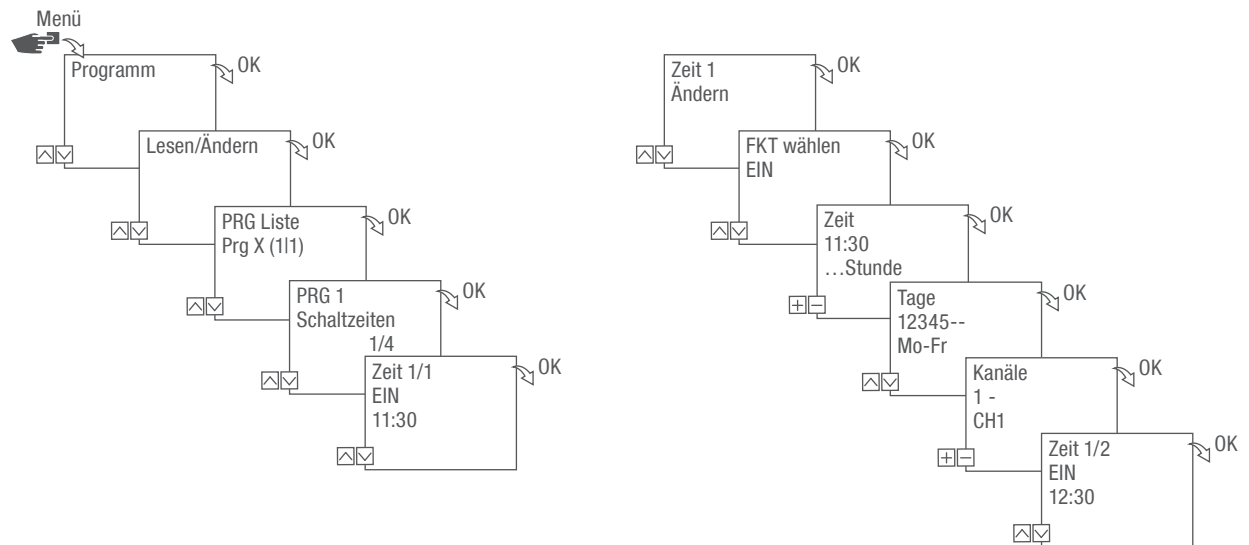 Menü
Programm
OK
Lesen/Ändern
OK
PRG Liste
Prg X (1|1)
OK
PRG 1
Schaltzeiten
1/4
OK
Zeit 1/1
EIN
11:30
OK
Zeit 1
Ändern
OK
FKT wählen
EIN
OK
Zeit
11:30
…Stunde
OK
+ −
Tage
12345--
Mo-Fr
OK
Kanäle
1 -
CH1
OK
+ −
Zeit 1/2
EIN
12:30
OK